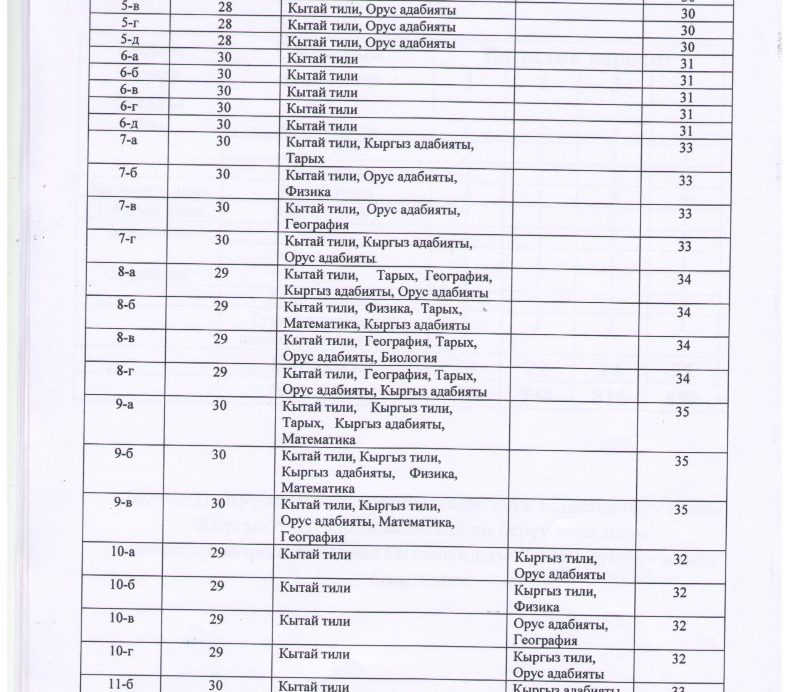 5-в 28 Кытай тили, Орус адабияты 30
5-г 28 Кытай тили, Орус адабияты 30
5-д 28 Кытай тили, Орус адабияты 30
6-а 30 Кытай тили 31
6-б 30 Кытай тили 31
6-в 30 Кытай тили 31
6-г 30 Кытай тили 31
6-д 30 Кытай тили 31
7-а 30 Кытай тили, Кыргыз адабияты, 33
Тарых
7-б 30 Кытай тили, Орус адабияты, 33
Физика
7-в 30 Кытай тили, Орус адабияты, 33
География
7-г 30 Кытай тили, Кыргыз адабияты, 33
Орус адабияты.
8-а 29 Кытай тили, Тарых, География, 34
Кыргыз адабияты, Орус адабияты
8-б 29 Кытай тили, Физика, Тарых, 34
Математика, Кыргыз адабияты
8-в 29 Кытай тили, География, Тарых, 34
Орус адабияты, Биология
8-г 29 Кытай тили, География, Тарых, 34
Орус адабияты, Кыргыз адабияты
9-а 30 Кытай тили, Кыргыз тили, 35
Тарых, Кыргыз адабияты,
Математика
9-б 30 Кытай тили, Кыргыз тили, 35
Кыргыз адабияты, Физика,
Математика
9-в 30 Кытай тили, Кыргыз тили, 35
Орус адабияты, Математика,
География
10-а 29 Кытай тили Кыргыз тили, 32
Орус адабияты
10-б 29 Кытай тили Кыргыз тили, 32
Физика
10-в 29 Кытай тили Орус адабияты, 32
География
10-г 29 Кытай тили Кыргыз тили, 32
Орус адабияты
11-б 30 Кытай тили Кыргыз адабияты 33